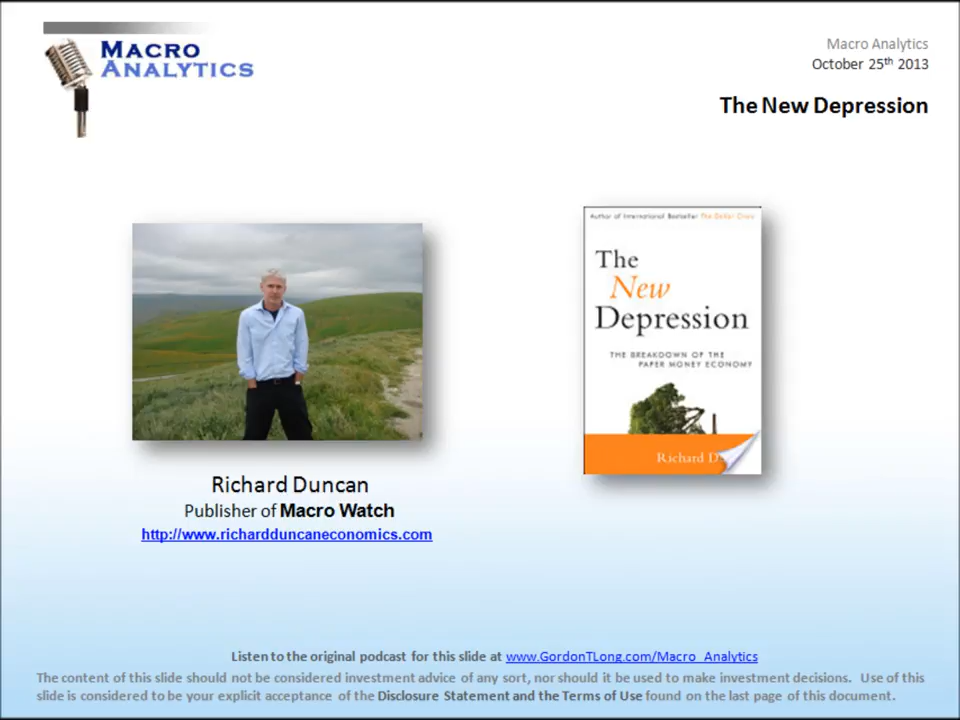 MACRO
ANALYTICS
Macro Analytics
October 25th 2013
The New Depression
Author of International Bestseller The Dollar Crisis
The
New
Depression
THE BREAKDOWN OF THE
PAPER MONEY ECONOMY
Richard D
Richard Duncan
Publisher of Macro Watch
http://www.richardduncaneconomics.com
Listen to the original podcast for this slide at www.GordonTLong.com/Macro_Analytics
The content of this slide should not be considered investment advice of any sort, nor should it be used to make investment decisions. Use of this
slide is considered to be your explicit acceptance of the Disclosure Statement and the Terms of Use found on the last page of this document.